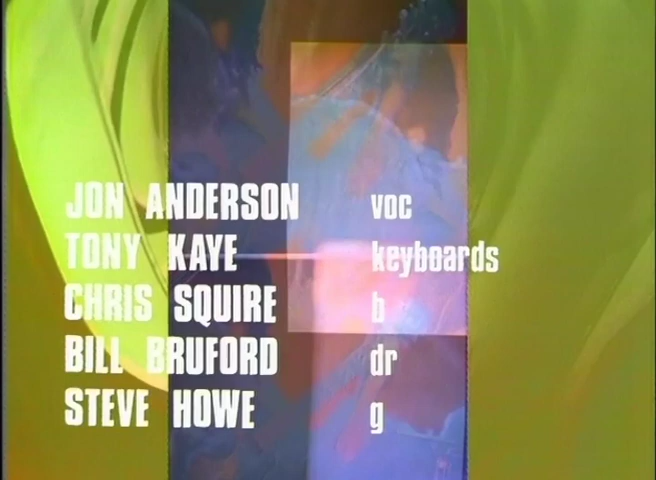 JON ANDERSON voc
TONY KAYE keyboards
CHRIS SQUIRE b
BILL BRUFORD dr
STEVE HOWE g